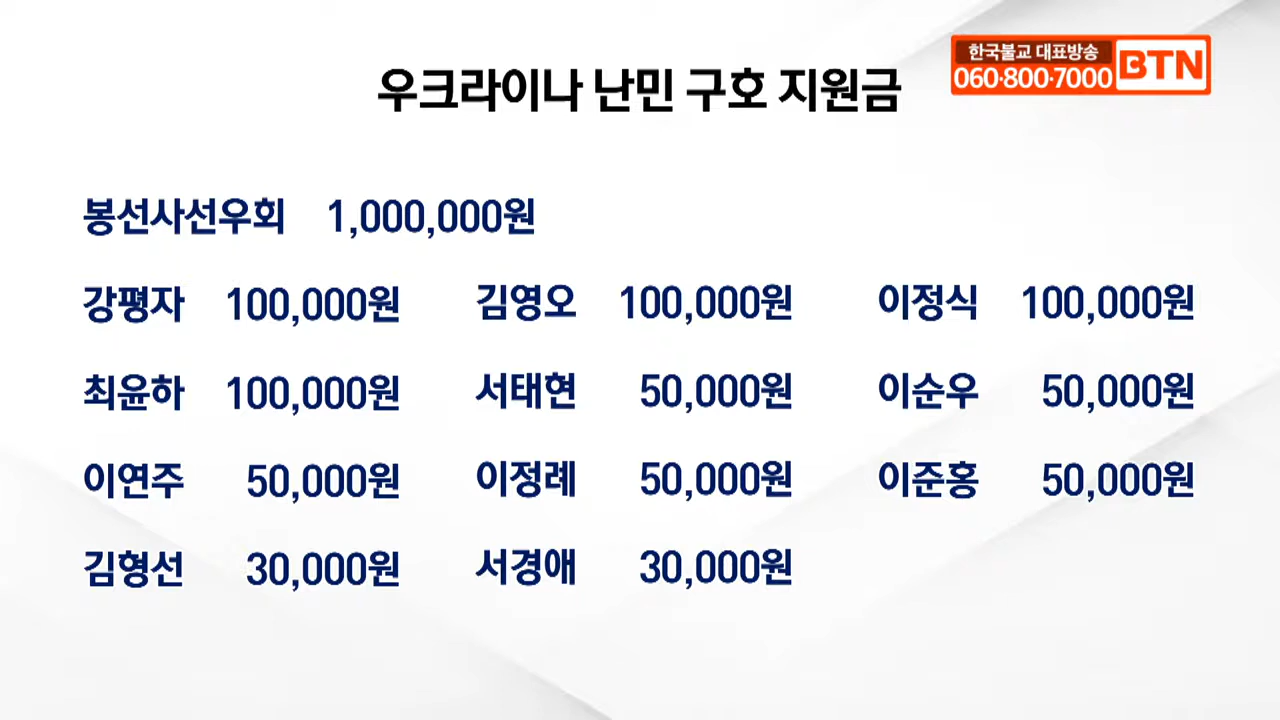 한국불교 대표방송
060·800·7000 BTN
우크라이나 난민 구호 지원금
봉선사선우회 1,000,000원
강평자 100,000원 김영오 100,000원 이정식 100,000원
최윤하 100,000원 서태현 50,000원 이순우 50,000원
이연주 50,000원 이정례 50,000원 이준홍 50,000원
김형선 30,000원 서경애 30,000원